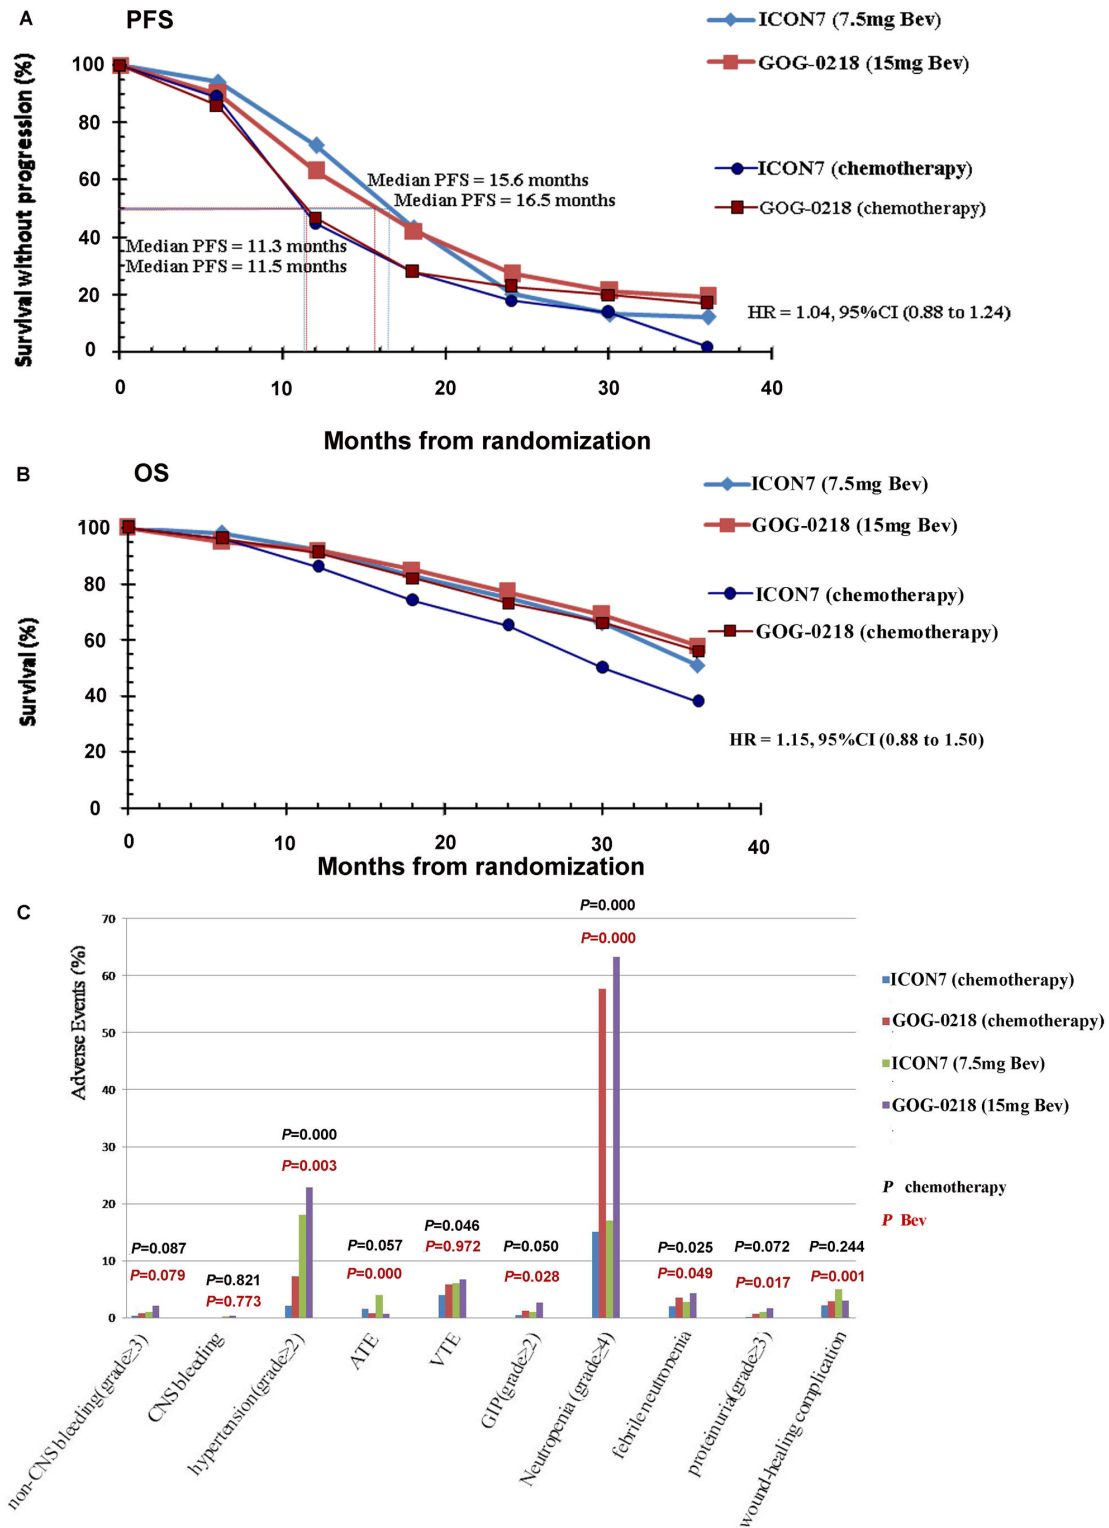 A
PFS
ICON7 (7.5mg Bev)
GOG-0218 (15mg Bev)
ICON7 (chemotherapy)
GOG-0218 (chemotherapy)
Survival without progression (%)
100
80
60
40
20
0
Median PFS = 15.6 months
Median PFS = 16.5 months
Median PFS = 11.3 months
Median PFS = 11.5 months
HR = 1.04, 95%CI (0.88 to 1.24)
0 10 20 30 40
Months from randomization
B
OS
ICON7 (7.5mg Bev)
GOG-0218 (15mg Bev)
ICON7 (chemotherapy)
GOG-0218 (chemotherapy)
Survival (%)
100
80
60
40
20
0
HR = 1.15, 95%CI (0.88 to 1.50)
0 10 20 30 40
Months from randomization
C
Adverse Events (%)
70
60
50
40
30
20
10
0
P=0.087
P=0.079
P=0.821
P=0.773
P=0.000
P=0.003
P=0.057
P=0.000
P=0.046
P=0.972
P=0.050
P=0.028
P=0.000
P=0.000
P=0.025
P=0.049
P=0.072
P=0.017
P=0.244
P=0.001
ICON7 (chemotherapy)
GOG-0218 (chemotherapy)
ICON7 (7.5mg Bev)
GOG-0218 (15mg Bev)
P chemotherapy
P Bev
non-CNS bleeding(grade≥3)
CNS bleeding
hypertension(grade≥2)
ATE
VTE
GIP(grade≥2)
Neutropenia (grade≥4)
febrile neutropenia
proteinuria(grade≥3)
wound-healing complication